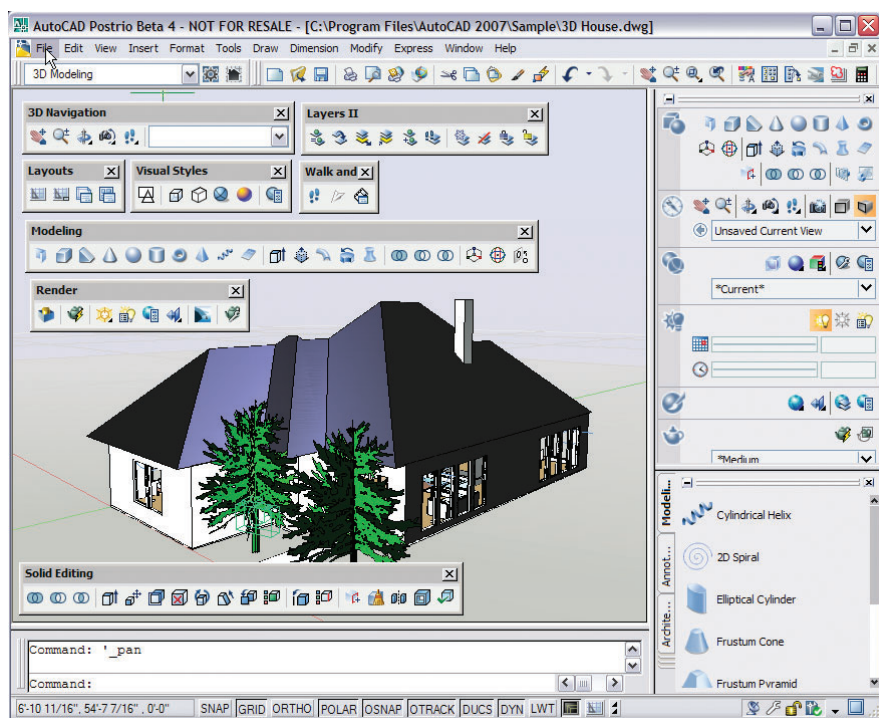 AutoCAD Postrio Beta 4 - NOT FOR RESALE - [C:\Program Files\AutoCAD 2007\Sample\3D House.dwg]
File Edit View Insert Format Tools Draw Dimension Modify Express Window Help
3D Modeling
3D Navigation
Layers II
Layouts
Visual Styles
Walk and
Modeling
Render
Solid Editing
Unsaved Current View
*Current*
*Medium
Modeli...
Annot...
Archite...
Cylindrical Helix
2D Spiral
Elliptical Cylinder
Frustum Cone
Frustum Pyramid
Command: '_pan
Command:
6'-10 11/16", 54'-7 7/16" , 0'-0" SNAP GRID ORTHO POLAR OSNAP OTRACK DUCS DYN LWT